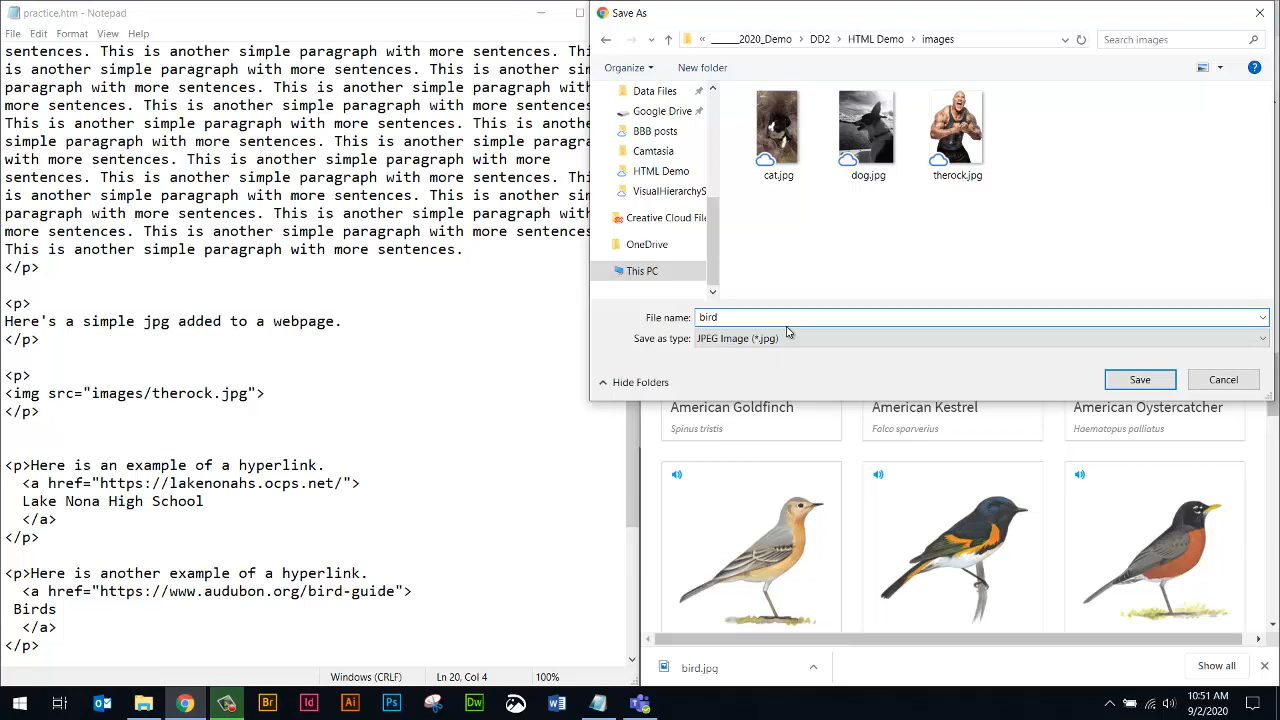 practice.htm - Notepad
File Edit Format View Help
sentences. This is another simple paragraph with more sentences. Thi
is another simple paragraph with more sentences. This is another sim
paragraph with more sentences. This is another simple paragraph with
more sentences. This is another simple paragraph with more sentences
This is another simple paragraph with more sentences. This is anothe
simple paragraph with more sentences. This is another simple paragra
with more sentences. This is another simple paragraph with more
sentences. This is another simple paragraph with more sentences. Thi
is another simple paragraph with more sentences. This is another sim
paragraph with more sentences. This is another simple paragraph with
more sentences. This is another simple paragraph with more sentences
This is another simple paragraph with more sentences.
</p>
<p>
Here's a simple jpg added to a webpage.
</p>
<p>
<img src="images/therock.jpg">
</p>
<p>Here is an example of a hyperlink.
<a href="https://lakenonahs.ocps.net/">
Lake Nona High School
</a>
</p>
<p>Here is another example of a hyperlink.
<a href="https://www.audubon.org/bird-guide">
Birds
</a>
</p>
Windows (CRLF) Ln 20, Col 4 100%
Save As
« ______2020_Demo > DD2 > HTML Demo > images
Search images
Organize New folder
Data Files
Google Drive
BBB posts
Camtasia
HTML Demo
VisualHierarchyS
Creative Cloud File
OneDrive
This PC
cat.jpg dog.jpg therock.jpg
File name: bird
Save as type: JPEG Image (*.jpg)
Hide Folders Save Cancel
American Goldfinch American Kestrel American Oystercatcher
Spinus tristis Falco sparverius Haematopus palliatus
bird.jpg Show all
Br Id Ai Ps Dw
10:51 AM
9/2/2020